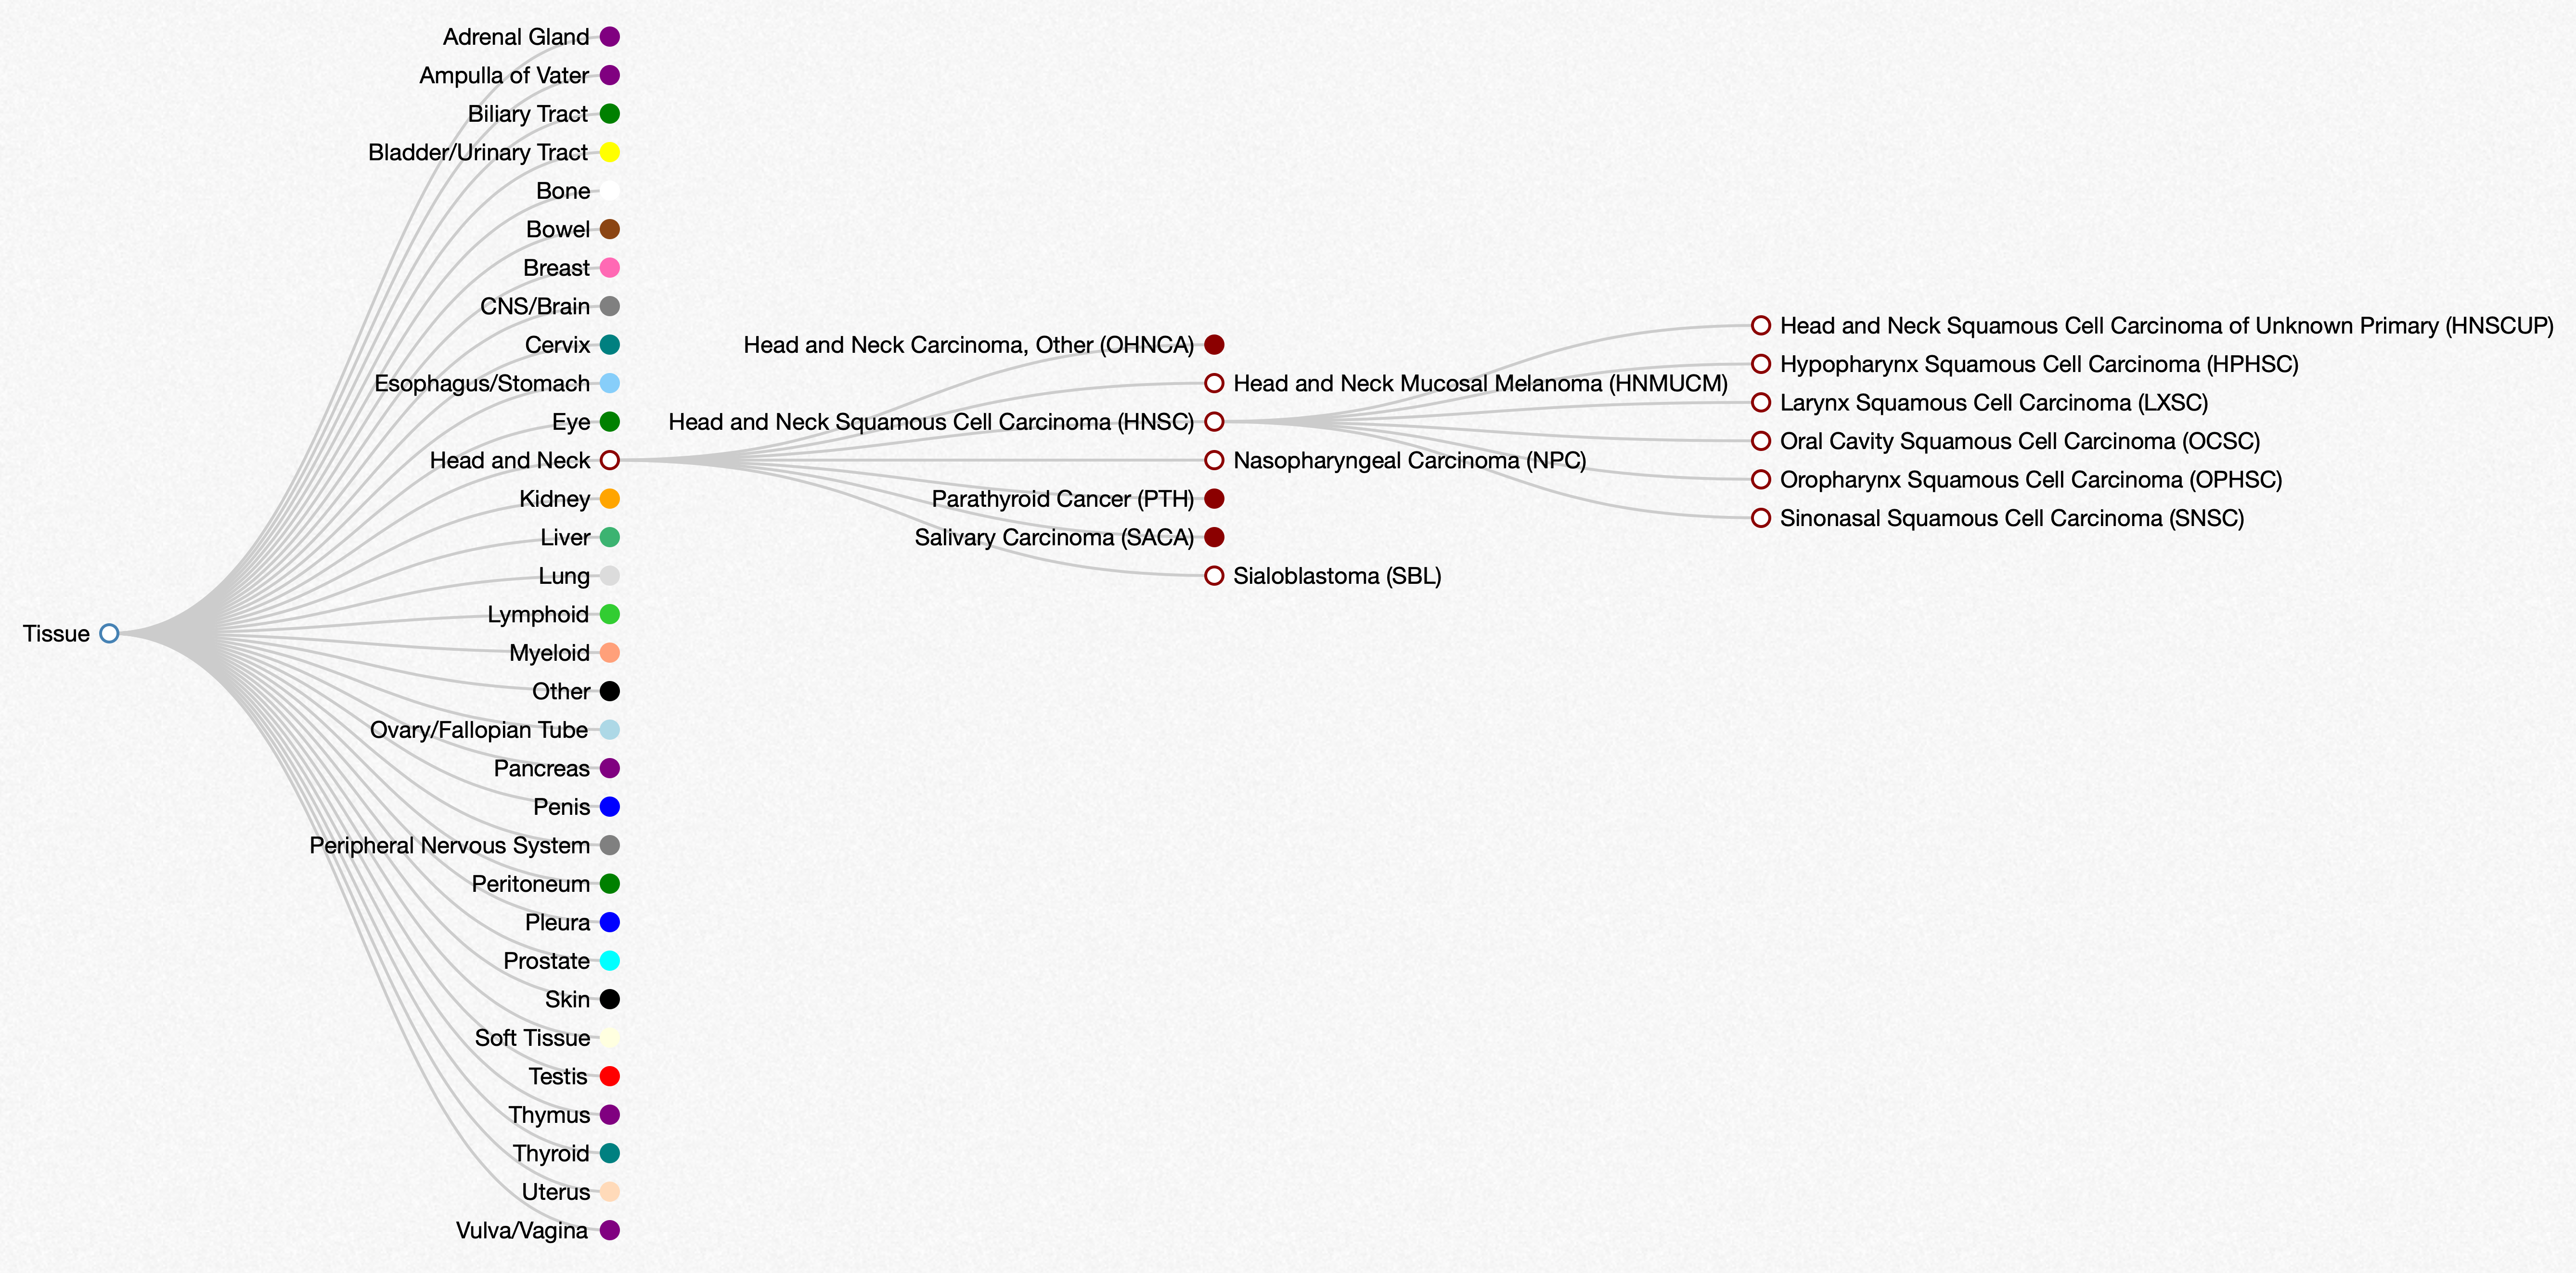 Tissue
Adrenal Gland
Ampulla of Vater
Biliary Tract
Bladder/Urinary Tract
Bone
Bowel
Breast
CNS/Brain
Cervix
Esophagus/Stomach
Eye
Head and Neck
Kidney
Liver
Lung
Lymphoid
Myeloid
Other
Ovary/Fallopian Tube
Pancreas
Penis
Peripheral Nervous System
Peritoneum
Pleura
Prostate
Skin
Soft Tissue
Testis
Thymus
Thyroid
Uterus
Vulva/Vagina
Head and Neck Carcinoma, Other (OHNCA)
Head and Neck Mucosal Melanoma (HNMUCM)
Head and Neck Squamous Cell Carcinoma (HNSC)
Nasopharyngeal Carcinoma (NPC)
Parathyroid Cancer (PTH)
Salivary Carcinoma (SACA)
Sialoblastoma (SBL)
Head and Neck Squamous Cell Carcinoma of Unknown Primary (HNSCUP)
Hypopharynx Squamous Cell Carcinoma (HPHSC)
Larynx Squamous Cell Carcinoma (LXSC)
Oral Cavity Squamous Cell Carcinoma (OCSC)
Oropharynx Squamous Cell Carcinoma (OPHSC)
Sinonasal Squamous Cell Carcinoma (SNSC)